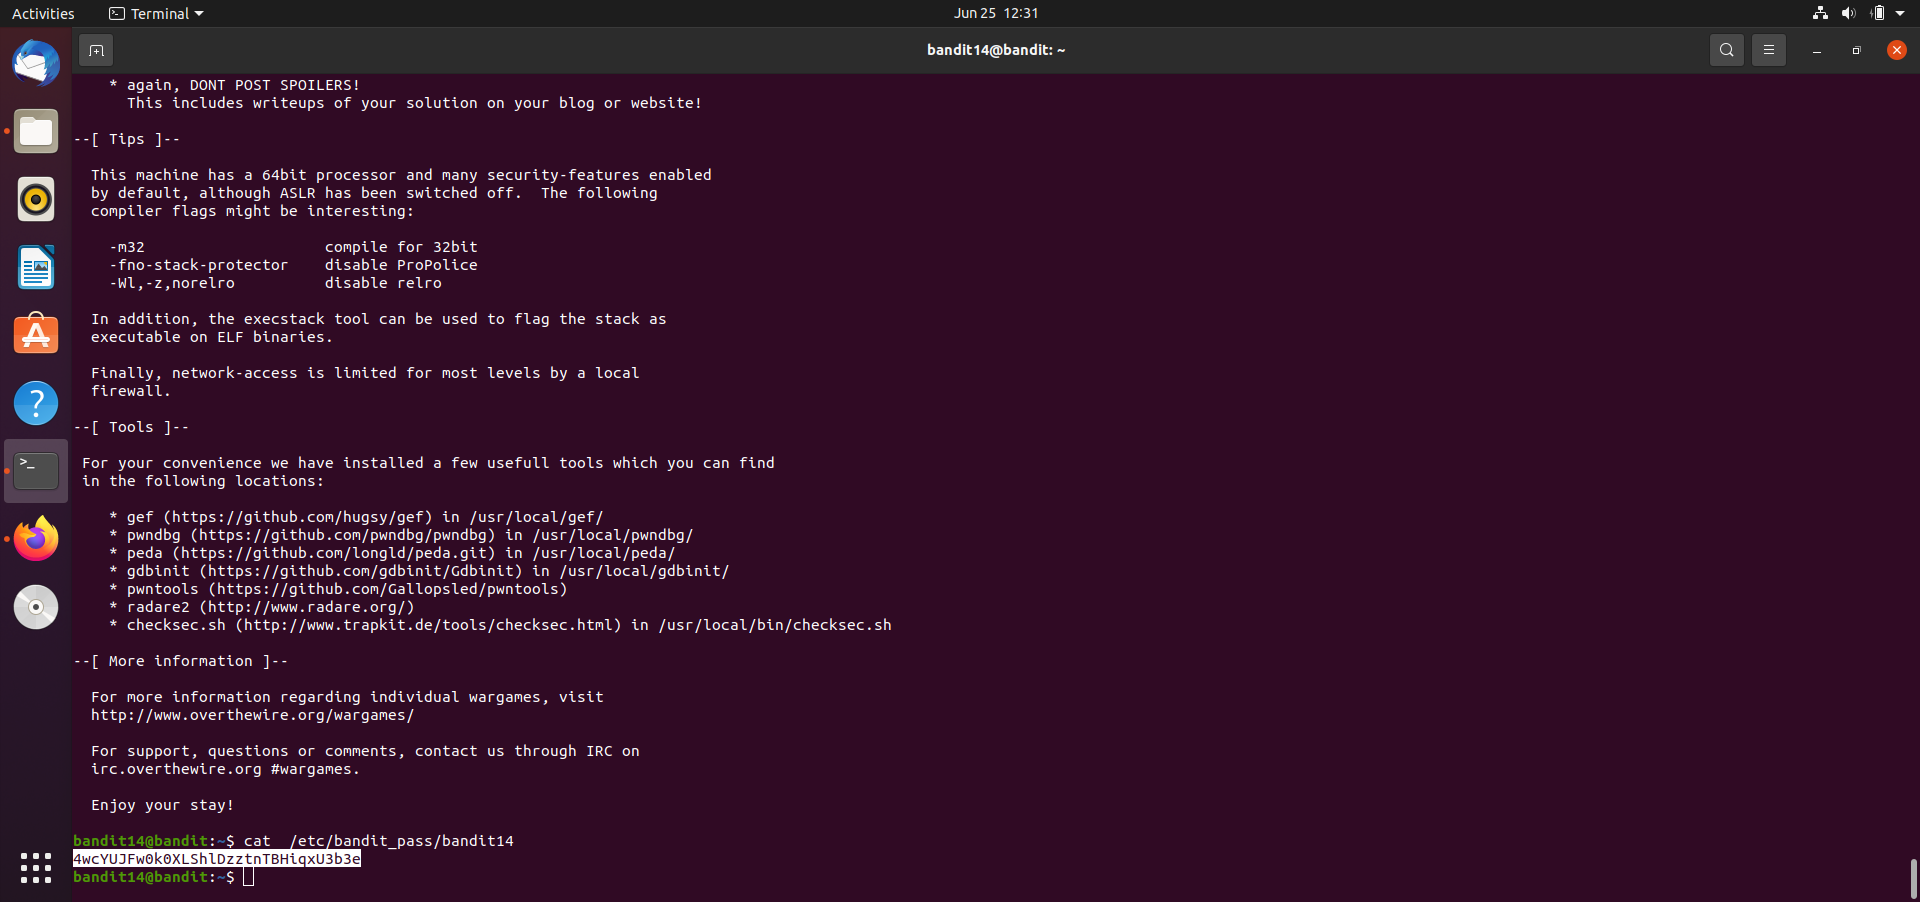 Activities
Terminal
Jun 25 12:31
bandit14@bandit: ~
* again, DONT POST SPOILERS!
This includes writeups of your solution on your blog or website!
--[ Tips ]--
This machine has a 64bit processor and many security-features enabled
by default, although ASLR has been switched off.  The following
compiler flags might be interesting:
-m32                    compile for 32bit
-fno-stack-protector    disable ProPolice
-Wl,-z,norelro          disable relro
In addition, the execstack tool can be used to flag the stack as
executable on ELF binaries.
Finally, network-access is limited for most levels by a local
firewall.
--[ Tools ]--
For your convenience we have installed a few usefull tools which you can find
in the following locations:
* gef (https://github.com/hugsy/gef) in /usr/local/gef/
* pwndbg (https://github.com/pwndbg/pwndbg) in /usr/local/pwndbg/
* peda (https://github.com/longld/peda.git) in /usr/local/peda/
* gdbinit (https://github.com/gdbinit/Gdbinit) in /usr/local/gdbinit/
* pwntools (https://github.com/Gallopsled/pwntools)
* radare2 (http://www.radare.org/)
* checksec.sh (http://www.trapkit.de/tools/checksec.html) in /usr/local/bin/checksec.sh
--[ More information ]--
For more information regarding individual wargames, visit
http://www.overthewire.org/wargames/
For support, questions or comments, contact us through IRC on
irc.overthewire.org #wargames.
Enjoy your stay!
bandit14@bandit:~$ cat  /etc/bandit_pass/bandit14
4wcYUJFw0k0XLShlDzztnTBHiqxU3b3e
bandit14@bandit:~$